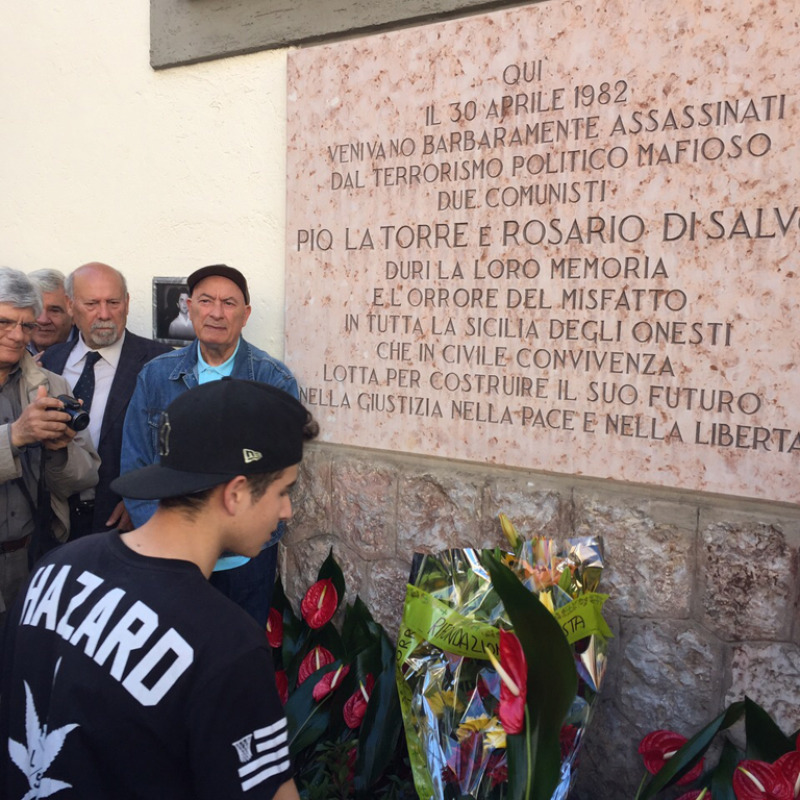 QUI
IL 30 APRILE 1982
VENIVANO BARBARAMENTE ASSASSINATI
DAL TERRORISMO POLITICO MAFIOSO
DUE COMUNISTI
PIO LA TORRE E ROSARIO DI SALVO
DURI LA LORO MEMORIA
E L'ORRORE DEL MISFATTO
IN TUTTA LA SICILIA DEGLI ONESTI
CHE IN CIVILE CONVIVENZA
LOTTA PER COSTRUIRE IL SUO FUTURO
NELLA GIUSTIZIA NELLA PACE E NELLA LIBERTA
HAZARD